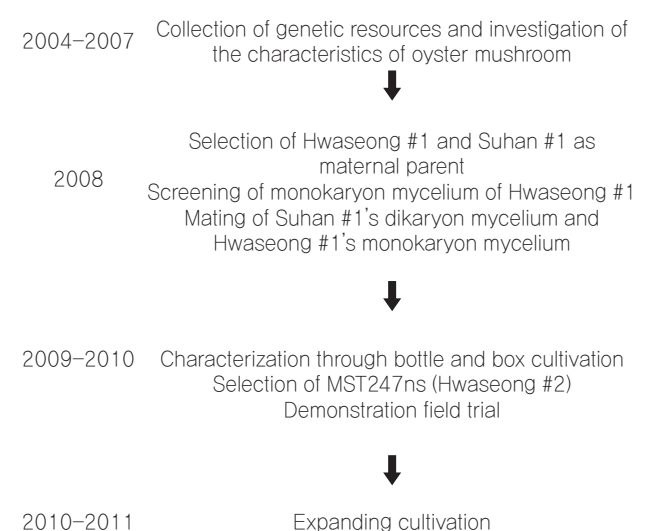 2004-2007 Collection of genetic resources and investigation of
the characteristics of oyster mushroom
Selection of Hwaseong #1 and Suhan #1 as
maternal parent
2008
Screening of monokaryon mycelium of Hwaseong #1
Mating of Suhan #1's dikaryon mycelium and
Hwaseong #1's monokaryon mycelium
2009-2010 Characterization through bottle and box cultivation
Selection of MST247ns (Hwaseong #2)
Demonstration field trial
2010-2011 Expanding cultivation